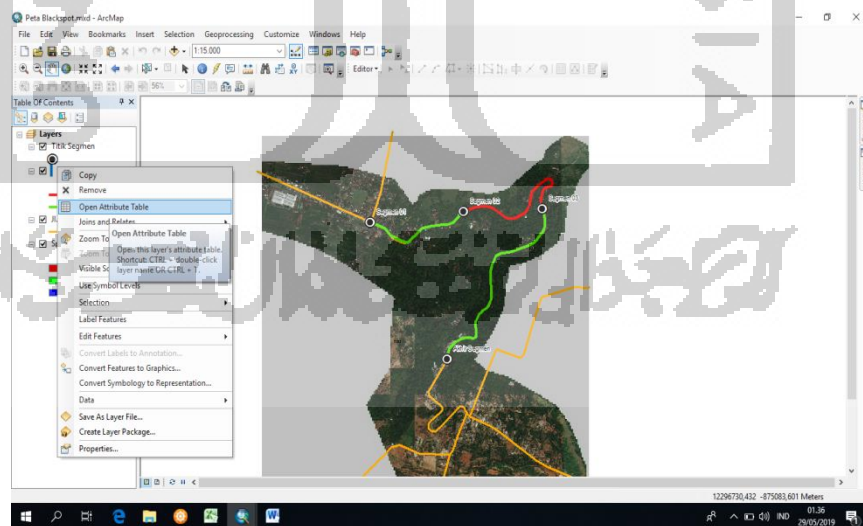 Peta Blackspot.mxd - ArcMap
File Edit View Bookmarks Insert Selection Geoprocessing Customize Windows Help
1:15.000
Editor
56%
Table Of Contents
Layers
Titik Segmen
Copy
Remove
Open Attribute Table
Joins and Relates
Zoom To
Visible Sc
Use Symbol Levels
Selection
Label Features
Edit Features
Convert Labels to Annotation...
Convert Features to Graphics...
Convert Symbology to Representation...
Data
Save As Layer File...
Create Layer Package...
Properties...
Open Attribute Table
Open this layer's attribute table.
Shortcut: CTRL + double-click
layer name OR CTRL + T.
Segmen 01
Segmen 02
Akhir Segmen
12296730,432 -875083,601 Meters
IND
01.36
29/05/2019